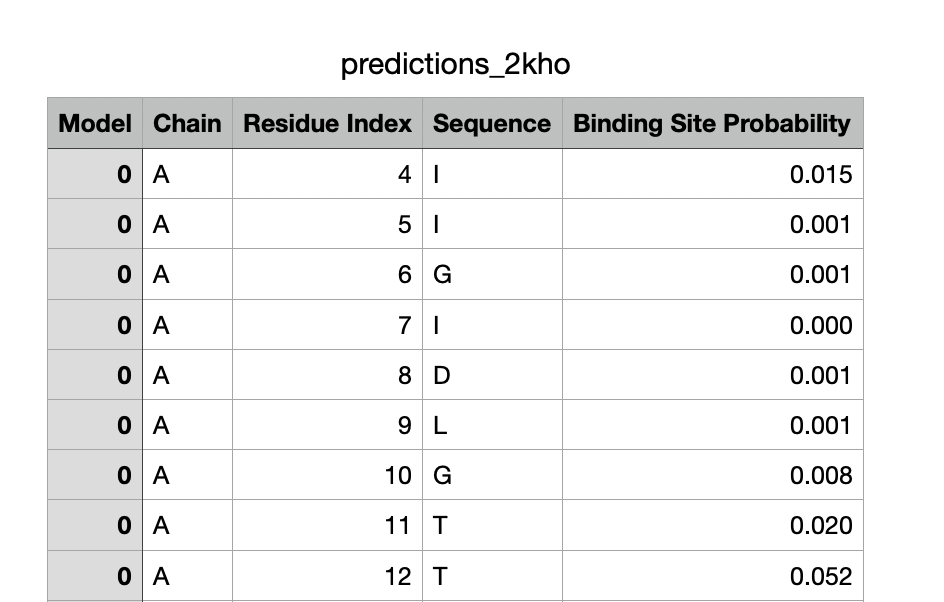 predictions_2kho
Model Chain Residue Index Sequence Binding Site Probability
0 A 4 I 0.015
0 A 5 I 0.001
0 A 6 G 0.001
0 A 7 I 0.000
0 A 8 D 0.001
0 A 9 L 0.001
0 A 10 G 0.008
0 A 11 T 0.020
0 A 12 T 0.052